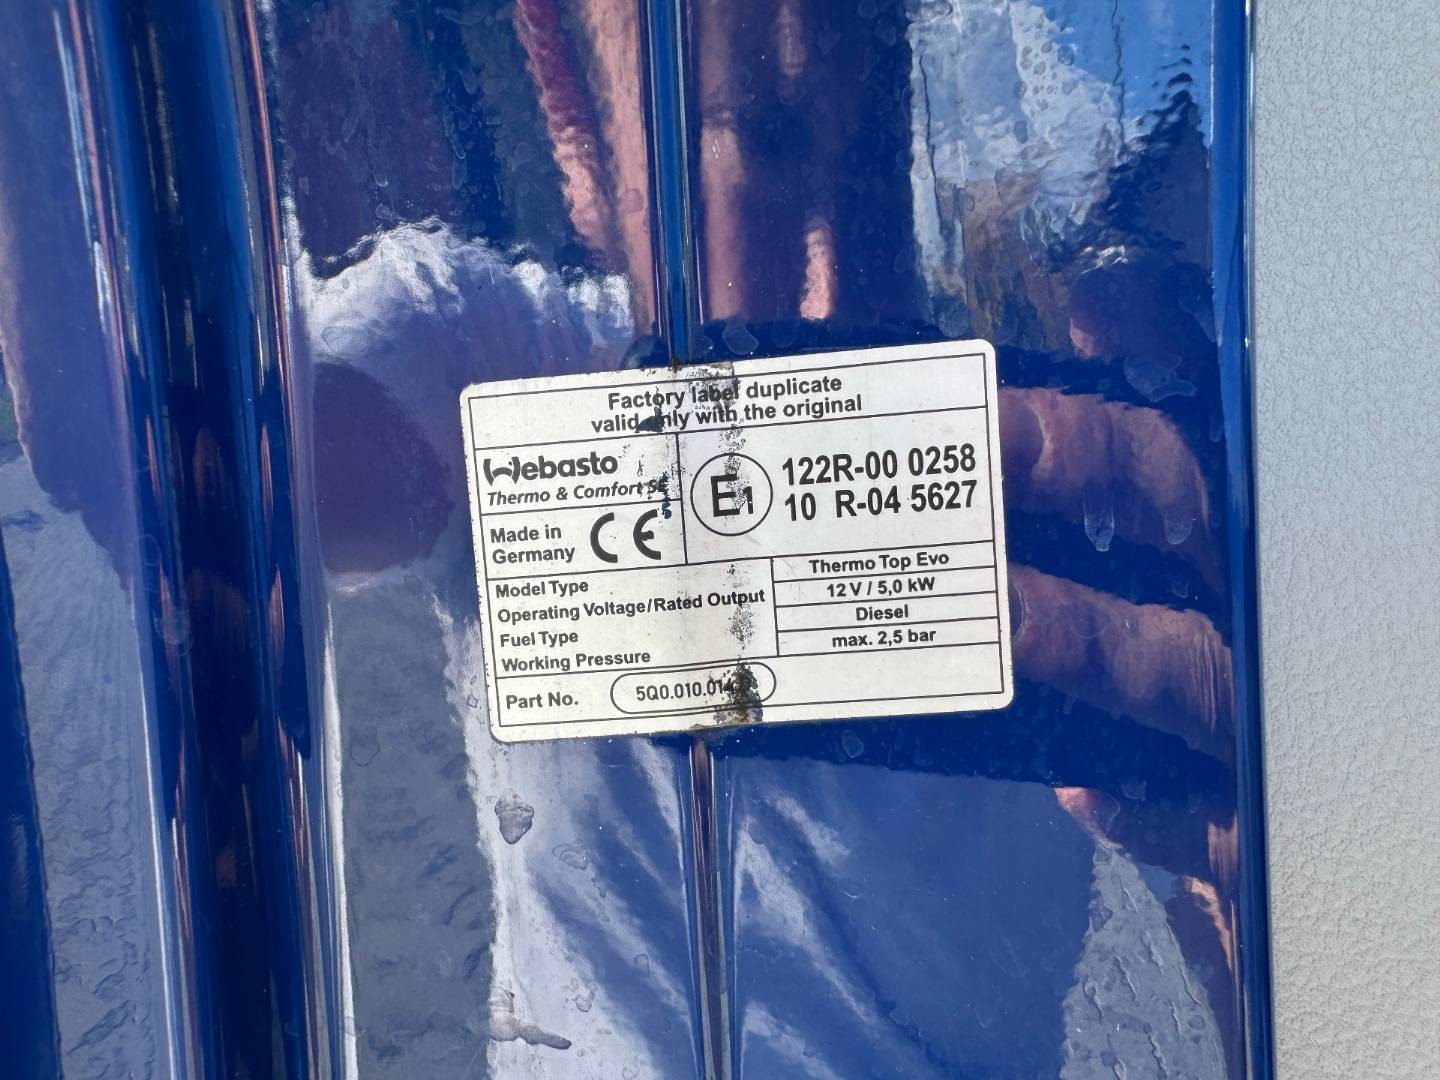 Factory label duplicate
valid only with the original
Webasto
Thermo & Comfort SE
Made in
Germany
CE
E1
122R-00 0258
10 R-04 5627
Model Type
Thermo Top Evo
Operating Voltage/Rated Output
12 V / 5,0 kW
Fuel Type
Diesel
Working Pressure
max. 2,5 bar
Part No.